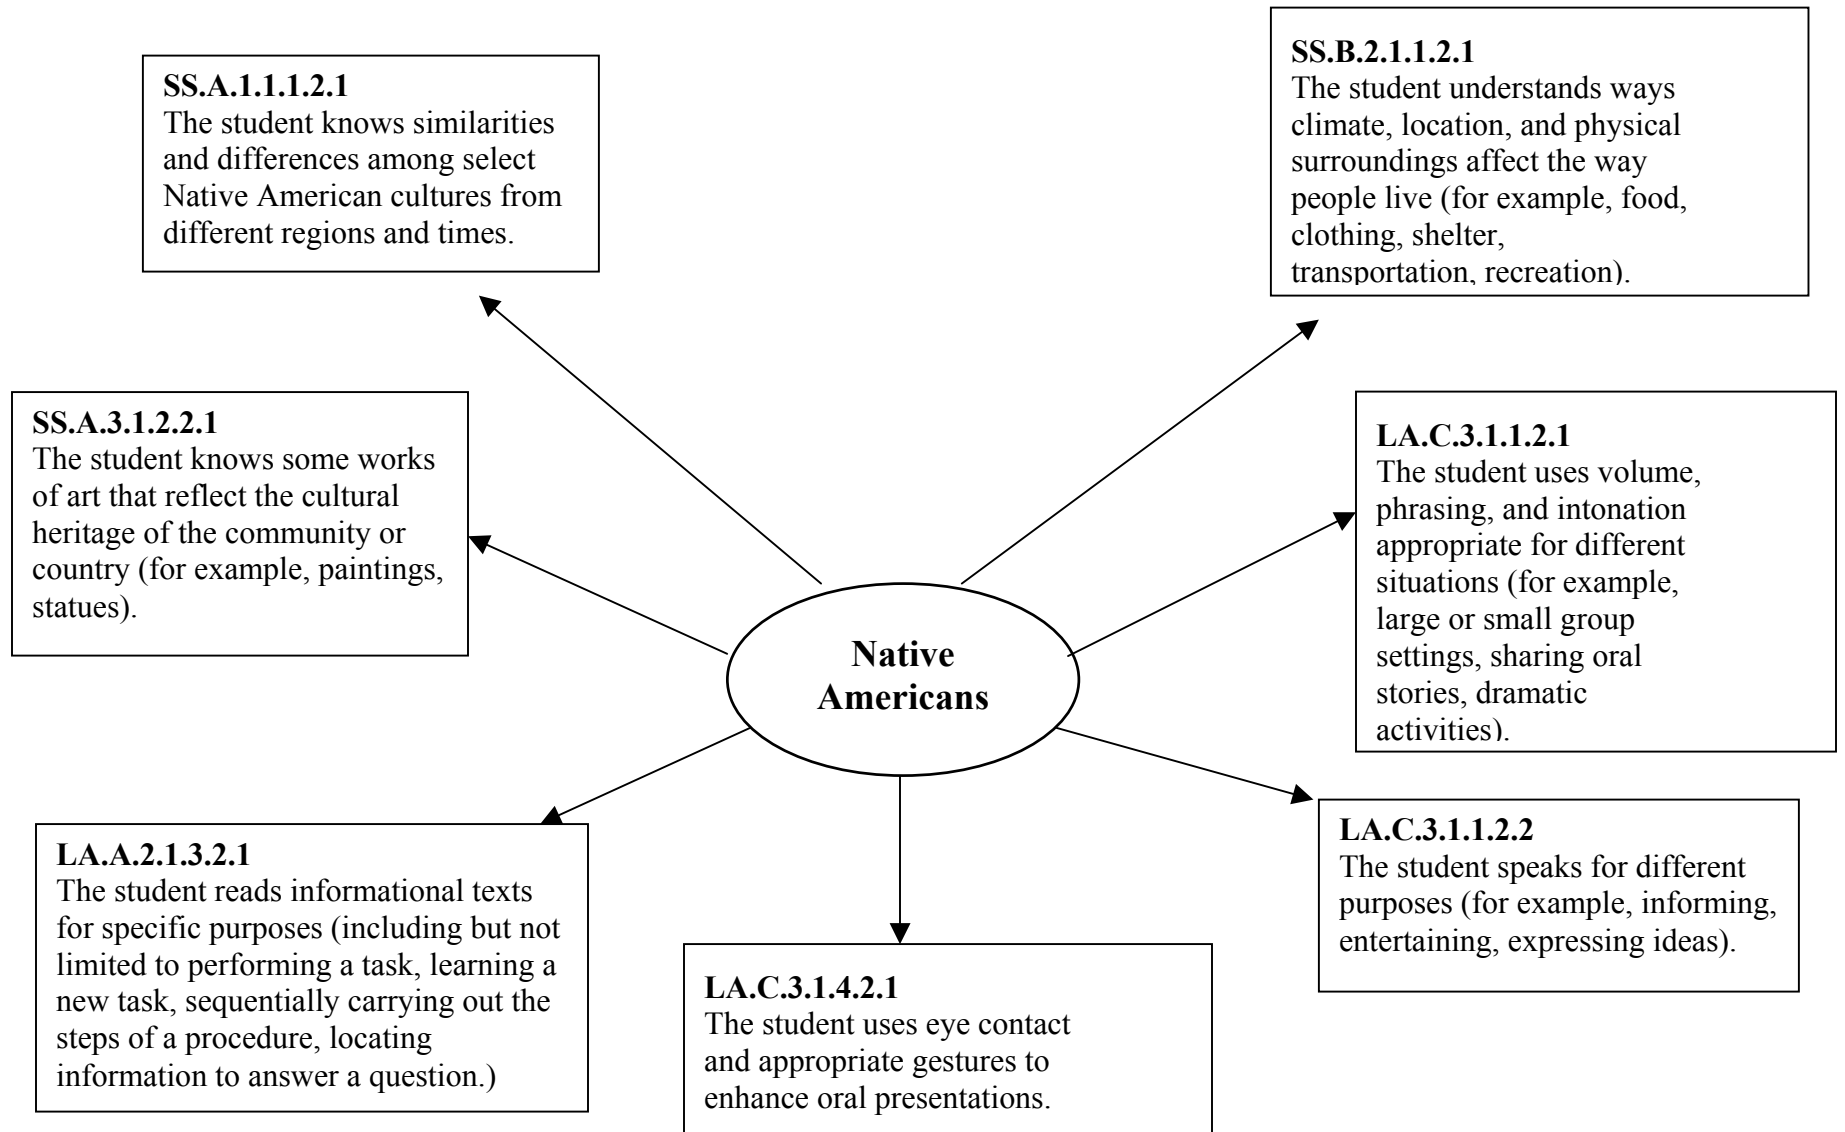 SS.A.1.1.1.2.1
The student knows similarities
and differences among select
Native American cultures from
different regions and times.
SS.B.2.1.1.2.1
The student understands ways
climate, location, and physical
surroundings affect the way
people live (for example, food,
clothing, shelter,
transportation, recreation).
SS.A.3.1.2.2.1
The student knows some works
of art that reflect the cultural
heritage of the community or
country (for example, paintings,
statues).
LA.C.3.1.1.2.1
The student uses volume,
phrasing, and intonation
appropriate for different
situations (for example,
large or small group
settings, sharing oral
stories, dramatic
activities).
Native
Americans
LA.A.2.1.3.2.1
The student reads informational texts
for specific purposes (including but not
limited to performing a task, learning a
new task, sequentially carrying out the
steps of a procedure, locating
information to answer a question.)
LA.C.3.1.4.2.1
The student uses eye contact
and appropriate gestures to
enhance oral presentations.
LA.C.3.1.1.2.2
The student speaks for different
purposes (for example, informing,
entertaining, expressing ideas).